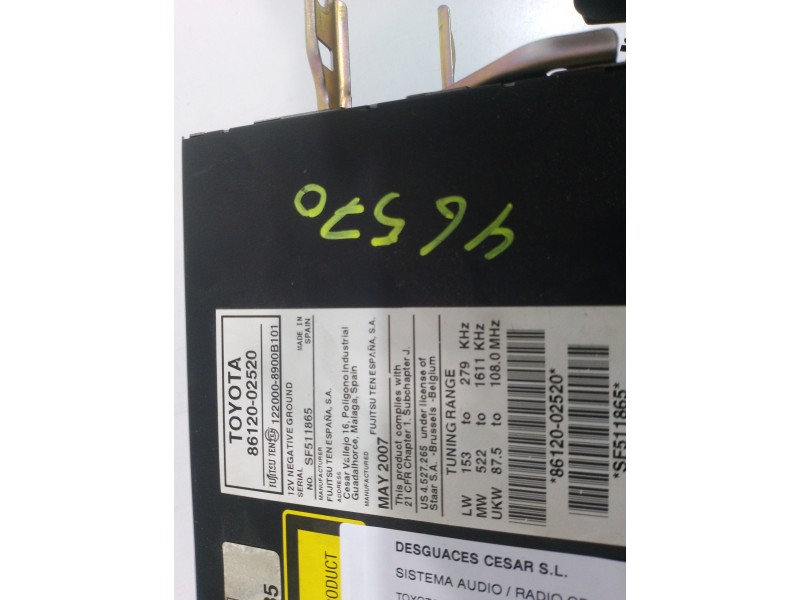 46570
TOYOTA
86120-02520
FUJITSU TEN 122000-8900B101
12V NEGATIVE GROUND
MADE IN
SPAIN
SERIAL
NO. SF511865
MANUFACTURER
FUJITSU TEN ESPAÑA, S.A.
ADDRESS
Cesar Vallejo 16, Poligono Industrial
Guadalhorce, Malaga, Spain
MANUFACTURED
FUJITSU TEN ESPAÑA, S.A.
MAY 2007
This product complies with
21 CFR Chapter 1. Subchapter J.
US 4.527.265 under license of
Staar S.A. -Brussels -Belgium
TUNING RANGE
LW 153 to 279 KHz
MW 522 to 1611 KHz
UKW 87.5 to 108.0 MHz
*86120-02520*
*SF511865*
PRODUCT
DESGUACES CESAR S.L.
SISTEMA AUDIO / RADIO